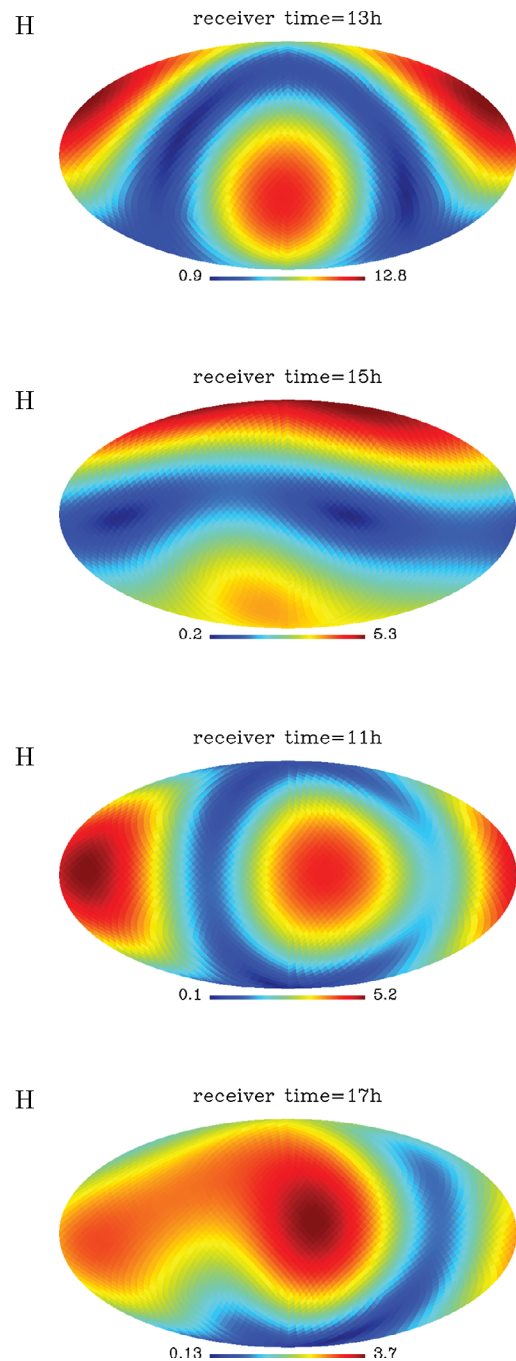 H
receiver time=13h
0.9 12.8
receiver time=15h
H
0.2 5.3
receiver time=11h
H
0.1 5.2
receiver time=17h
H
0.13 3.7